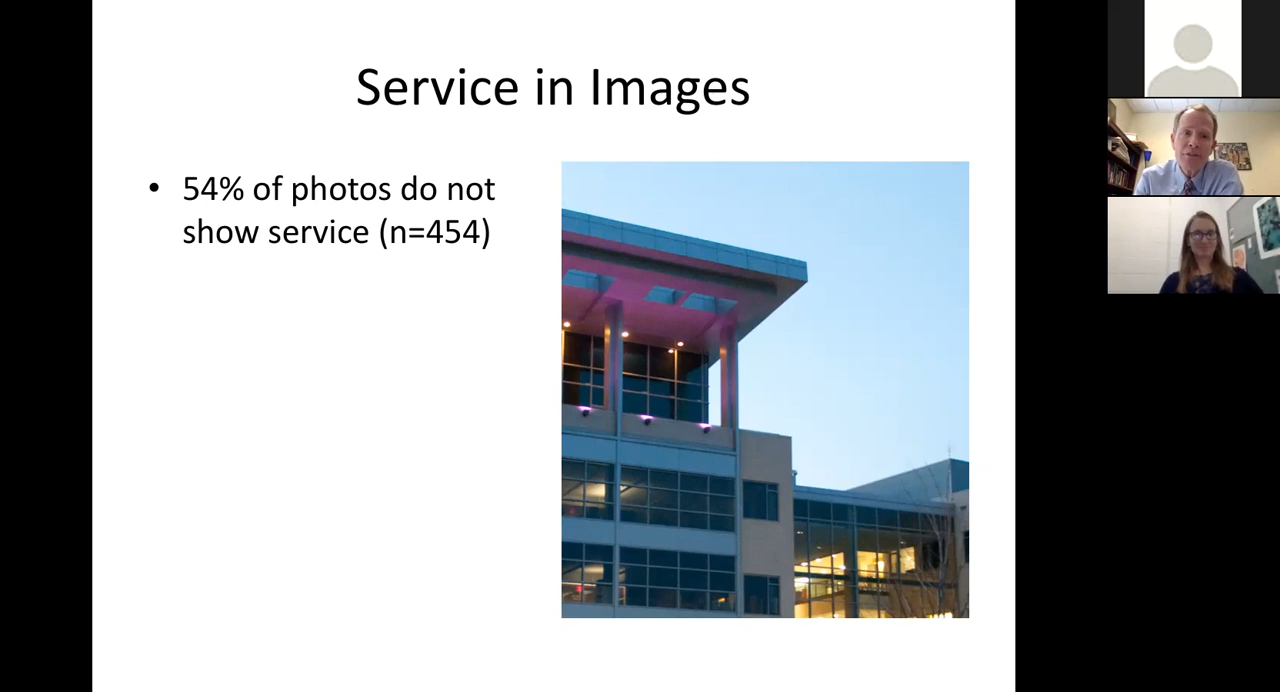 Service in Images
• 54% of photos do not
show service (n=454)